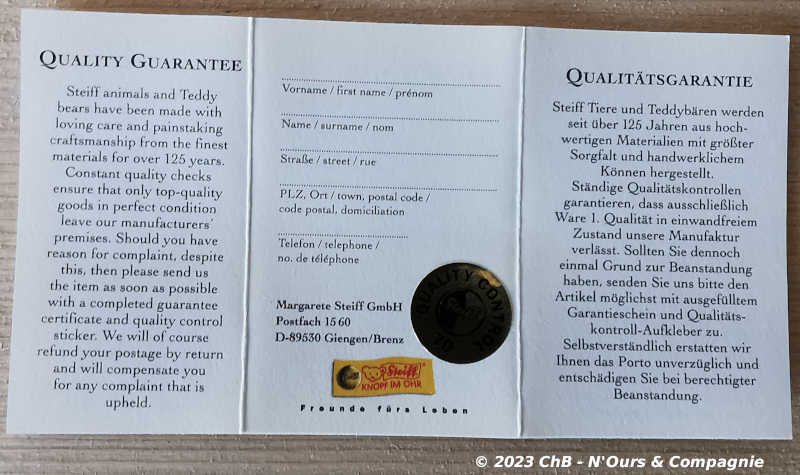 QUALITY GUARANTEE
Steiff animals and Teddy
bears have been made with
loving care and painstaking
craftsmanship from the finest
materials for over 125 years.
Constant quality checks
ensure that only top-quality
goods in perfect condition
leave our manufacturers'
premises. Should you have
reason for complaint, despite
this, then please send us
the item as soon as possible
with a completed guarantee
certificate and quality control
sticker. We will of course
refund your postage by return
and will compensate you
for any complaint that is
upheld.
Vorname / first name / prénom
Name / surname / nom
Straße / street / rue
PLZ, Ort / town, postal code /
code postal, domiciliation
Telefon / telephone /
no. de téléphone
Margarete Steiff GmbH
Postfach 15 60
D-89530 Giengen/Brenz
QUALITY CONTROL
Steiff
KNOPF IM OHR
Freunde fürs Leben
QUALITÄTSGARANTIE
Steiff Tiere und Teddybären werden
seit über 125 Jahren aus hoch-
wertigen Materialien mit größter
Sorgfalt und handwerklichem
Können hergestellt.
Ständige Qualitätskontrollen
garantieren, dass ausschließlich
Ware 1. Qualität in einwandfreiem
Zustand unsere Manufaktur
verlässt. Sollten Sie dennoch
einmal Grund zur Beanstandung
haben, senden Sie uns bitte den
Artikel möglichst mit ausgefülltem
Garantieschein und Qualitäts-
kontroll-Aufkleber zu.
Selbstverständlich erstatten wir
Ihnen das Porto unverzüglich und
entschädigen Sie bei berechtigter
Beanstandung.
© 2023 ChB - N'Ours & Compagnie